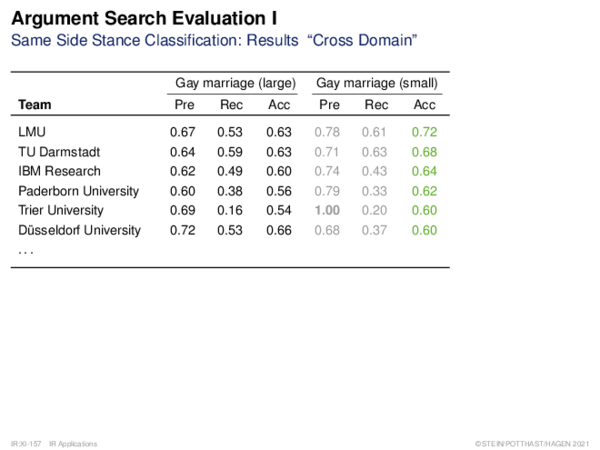 Argument Search Evaluation I
Same Side Stance Classification: Results “Cross Domain”
Gay marriage (large) Gay marriage (small)
Team Pre Rec Acc Pre Rec Acc
LMU 0.67 0.53 0.63 0.78 0.61 0.72
TU Darmstadt 0.64 0.59 0.63 0.71 0.63 0.68
IBM Research 0.62 0.49 0.60 0.74 0.43 0.64
Paderborn University 0.60 0.38 0.56 0.79 0.33 0.62
Trier University 0.69 0.16 0.54 1.00 0.20 0.60
Düsseldorf University 0.72 0.53 0.66 0.68 0.37 0.60
...
IR:XI-157 IR Applications ©STEIN/POTTHAST/HAGEN 2021